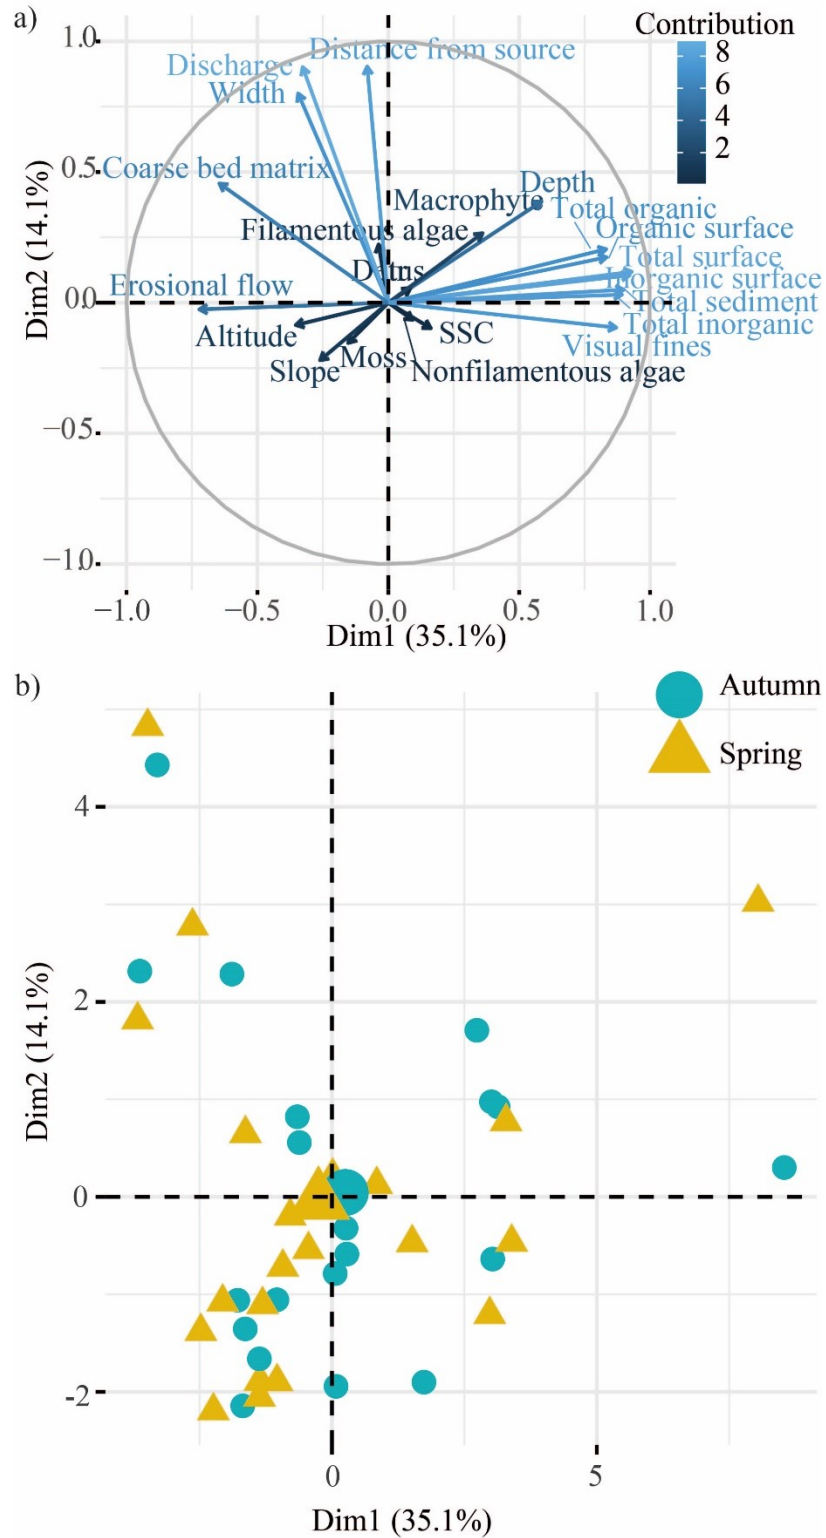 a)
Contribution
8
6
4
2
1.0
0.5
0.0
−0.5
−1.0
Dim2 (14.1%)
Discharge
Distance from source
Width
Coarse bed matrix
Depth
Macrophyte
Total organic
Filamentous algae
Organic surface
Total surface
Inorganic surface
Erosional flow
Total sediment
Altitude
SSC
Total inorganic
Moss
Visual fines
Slope
Nonfilamentous algae
−1.0
−0.5
0.0
0.5
1.0
Dim1 (35.1%)
b)
Autumn
Spring
4
2
0
-2
Dim2 (14.1%)
0
5
Dim1 (35.1%)